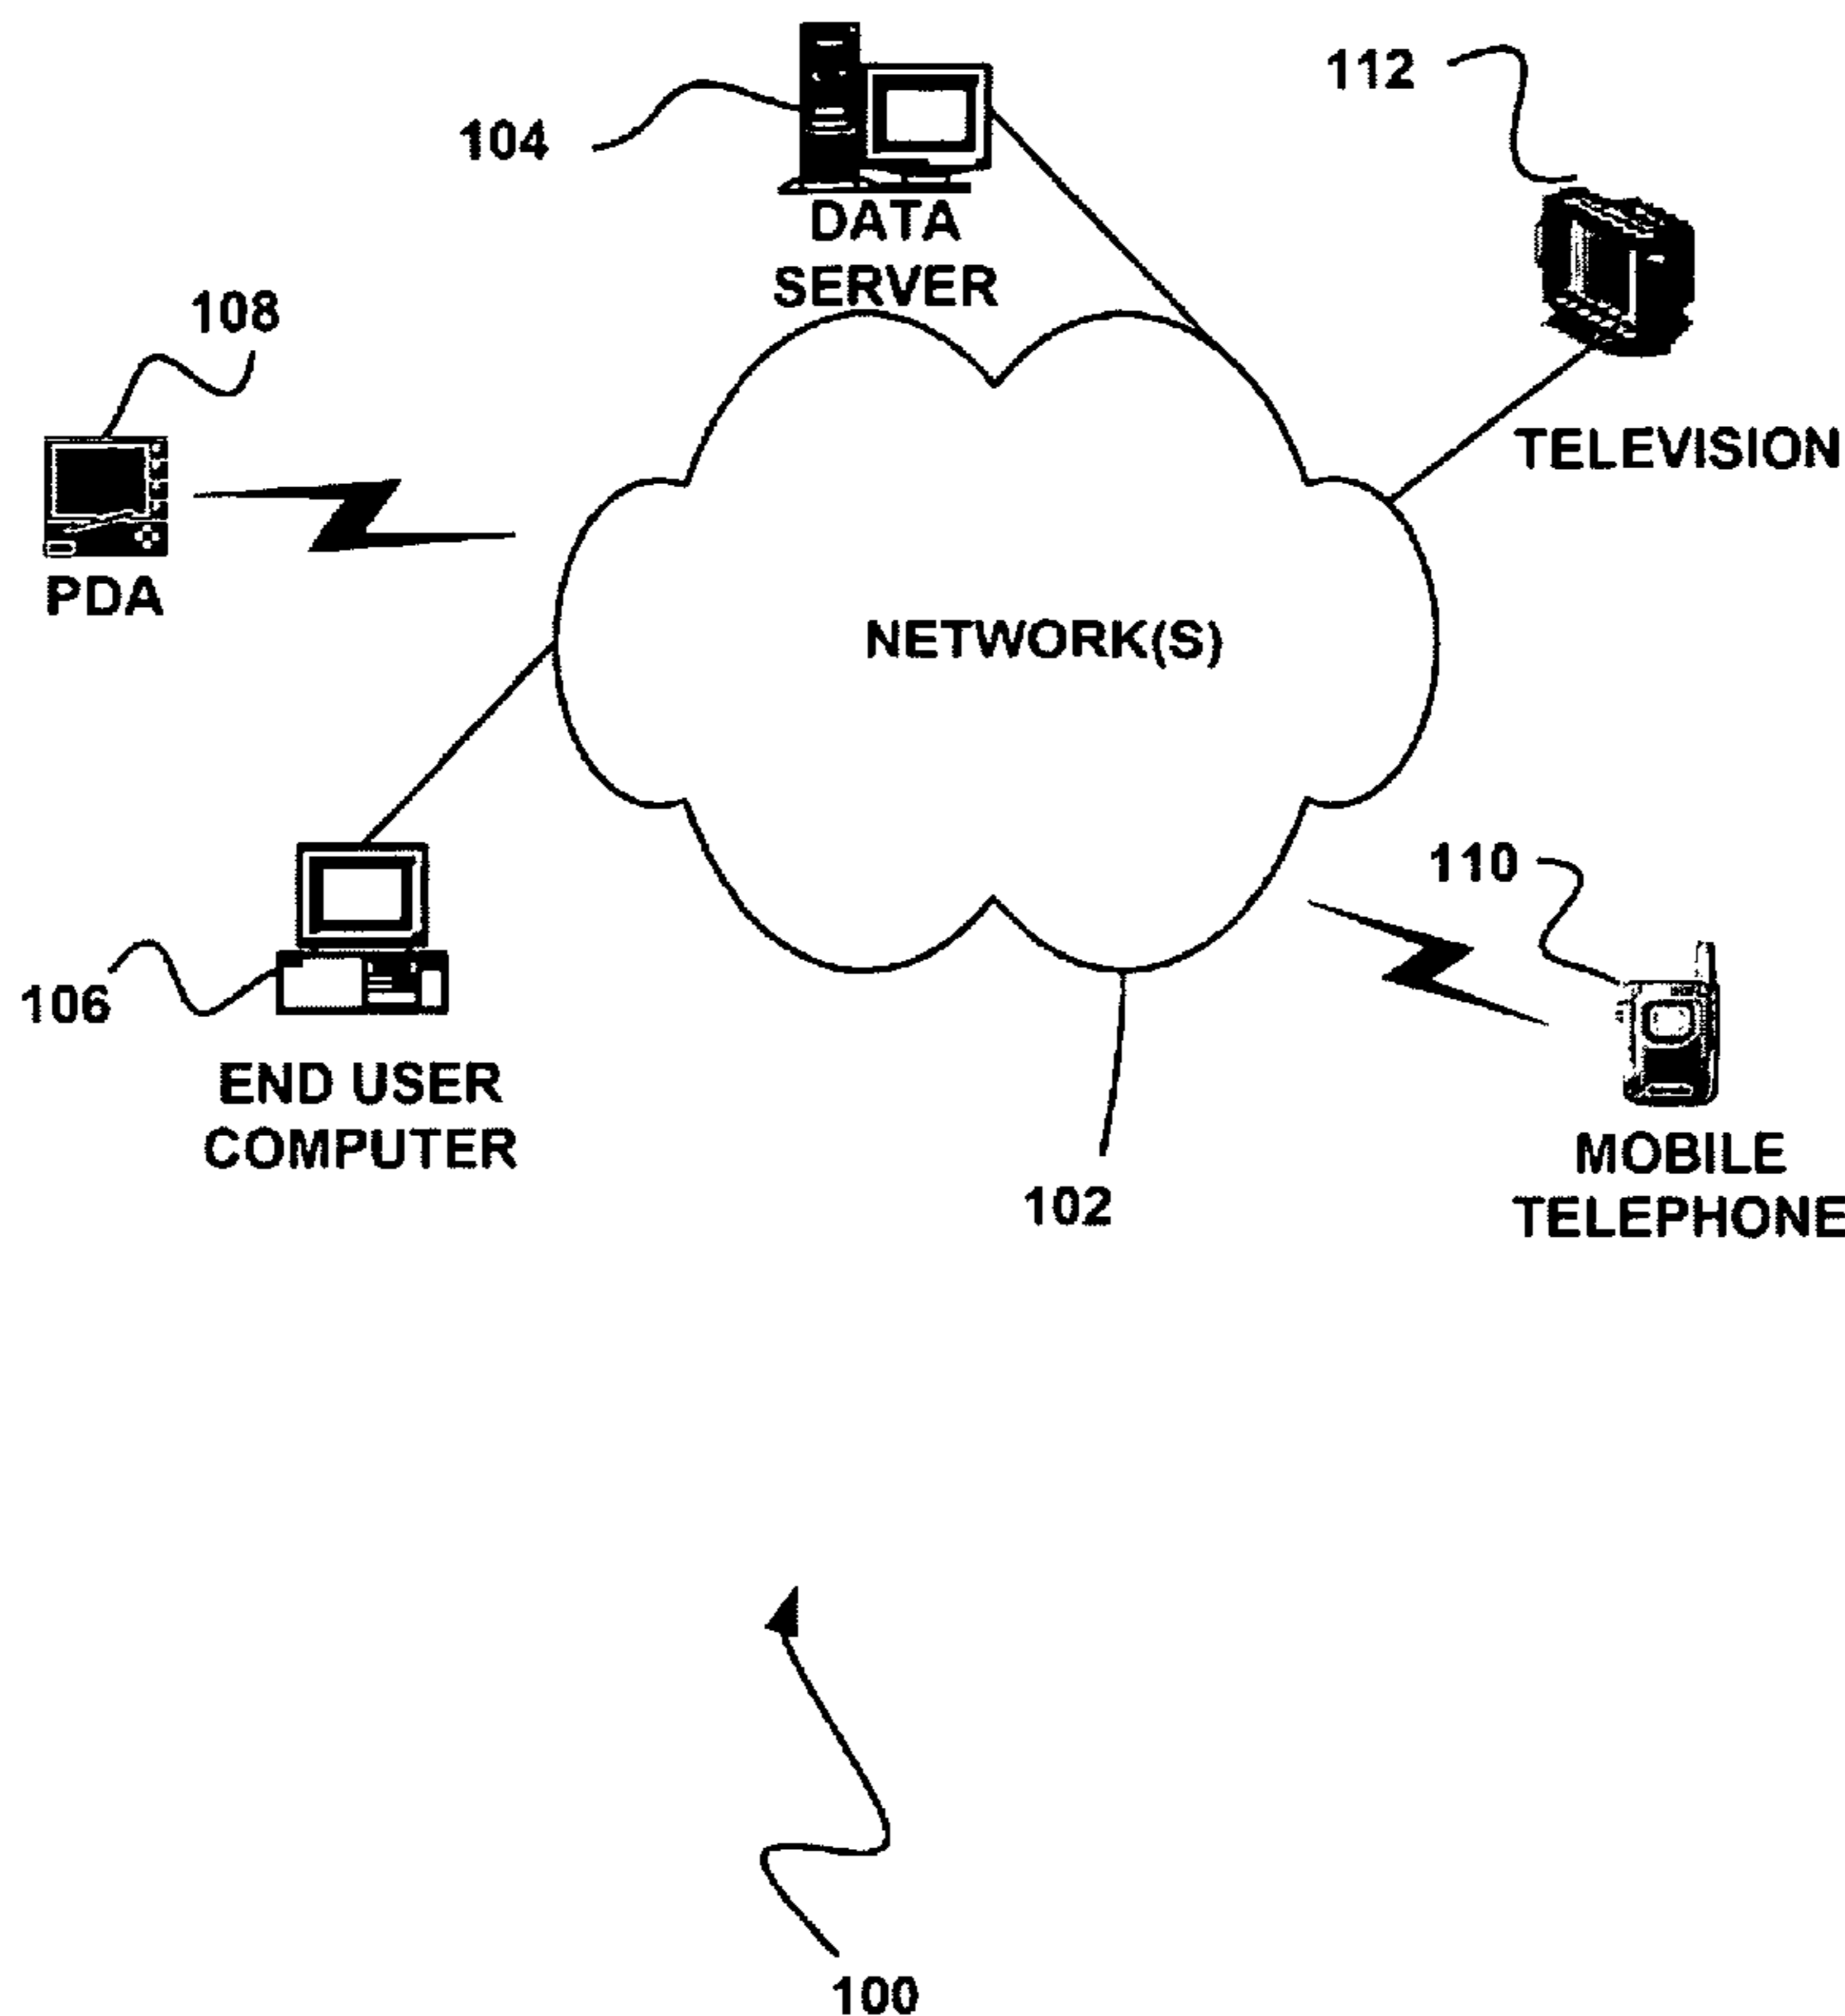 112
104
DATA
SERVER
108
TELEVISION
PDA
NETWORK(S)
110
106
END USER
COMPUTER
MOBILE
TELEPHONE
102
100